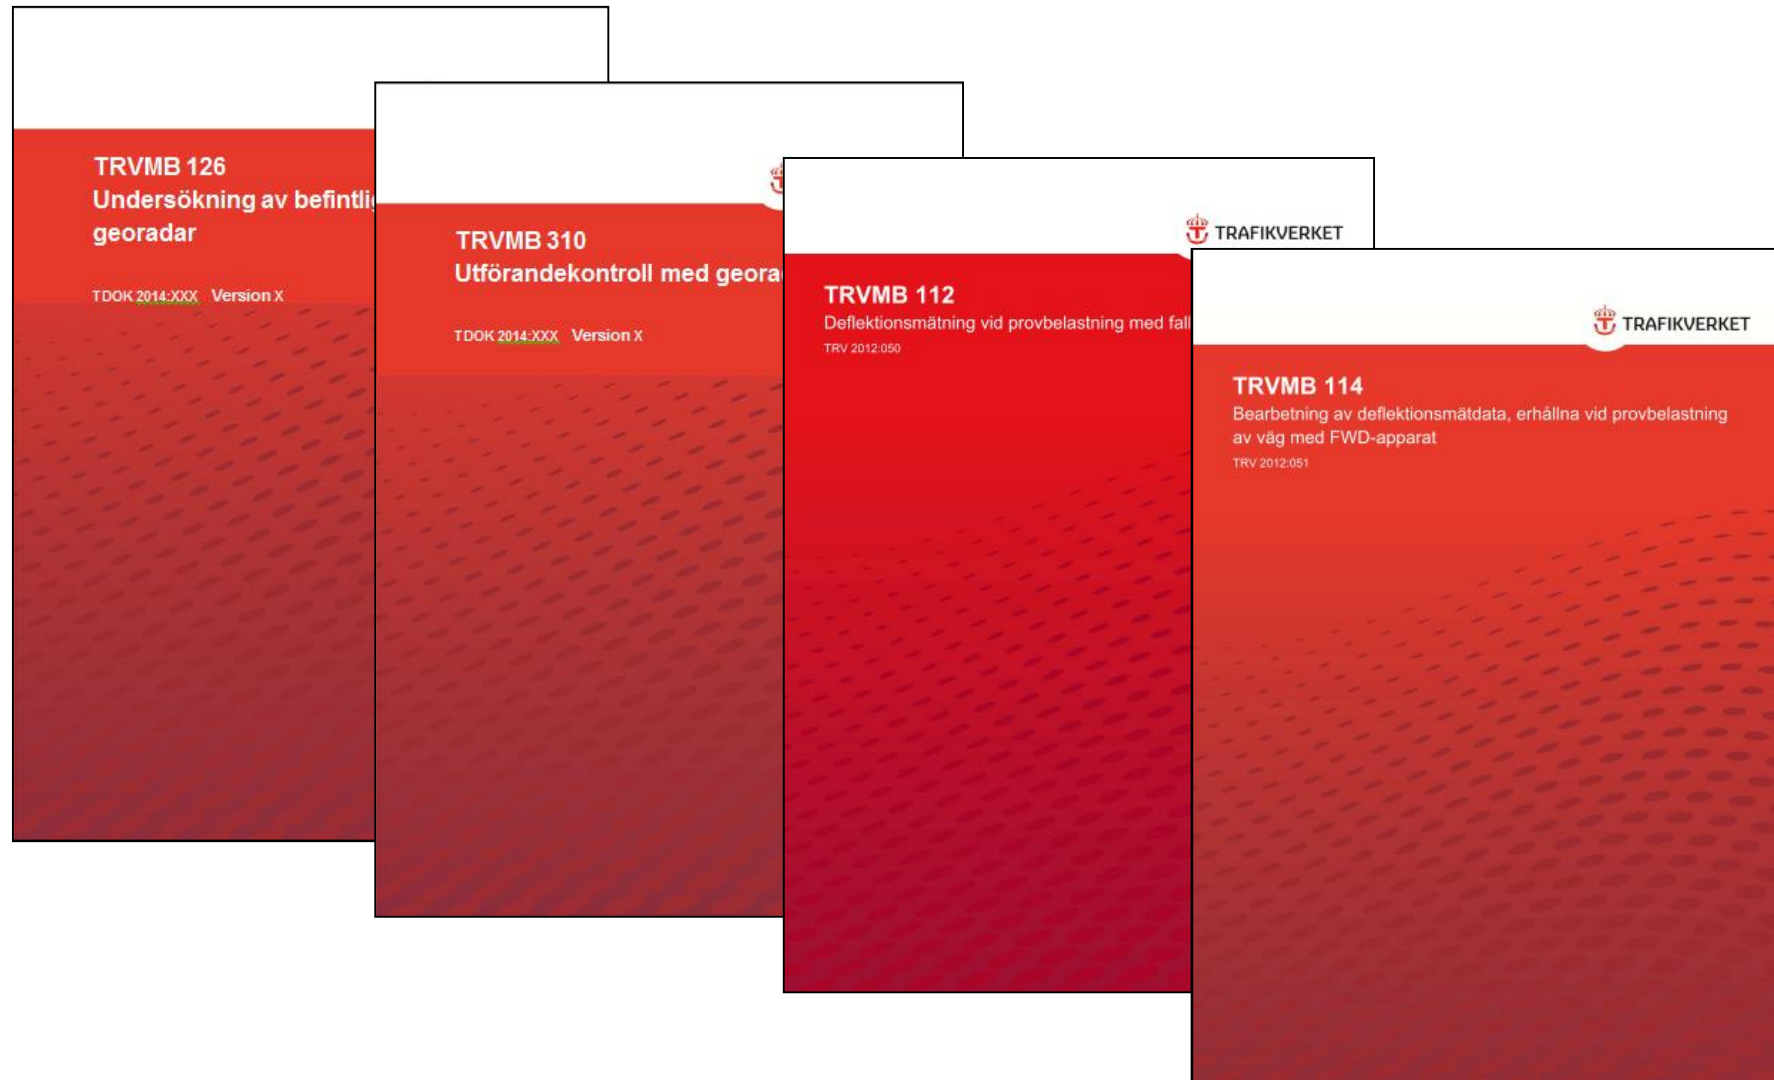 TRVMB 126
Undersökning av befintli
georadar
TDOK 2014:XXX Version X
TRVMB 310
Utförandekontroll med geora
TDOK 2014:XXX Version X
TRAFIKVERKET
TRVMB 112
Deflektionsmätning vid provbelastning med fall
TRV 2012:050
TRAFIKVERKET
TRVMB 114
Bearbetning av deflektionsmätdata, erhållna vid provbelastning
av väg med FWD-apparat
TRV 2012:051